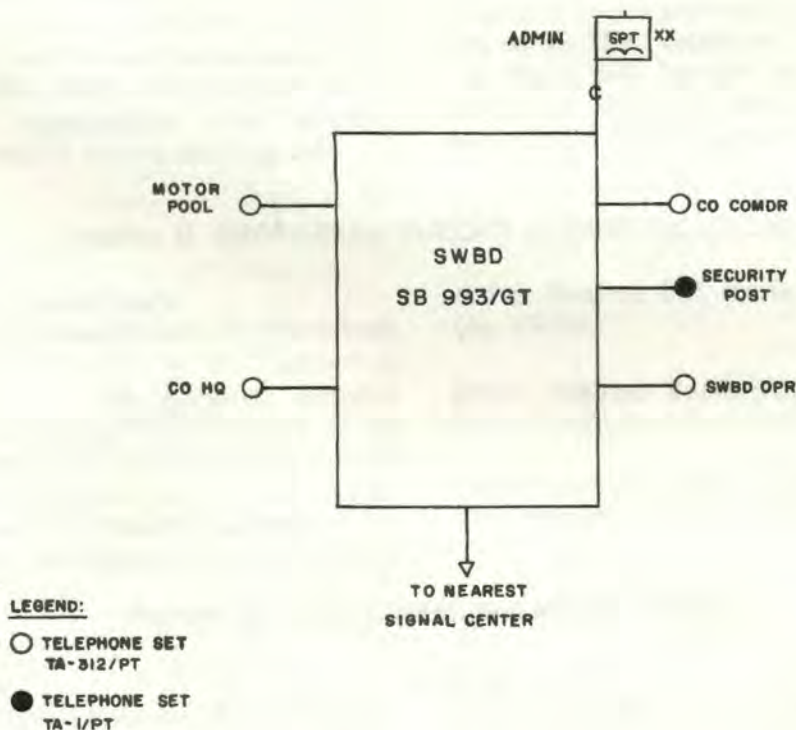 ADMIN SPT XX
C
MOTOR
POOL
CO COMDR
SWBD
SB 993/GT
SECURITY
POST
CO HQ
SWBD OPR
TO NEAREST
SIGNAL CENTER
LEGEND:
TELEPHONE SET
TA-312/PT
TELEPHONE SET
TA-1/PT